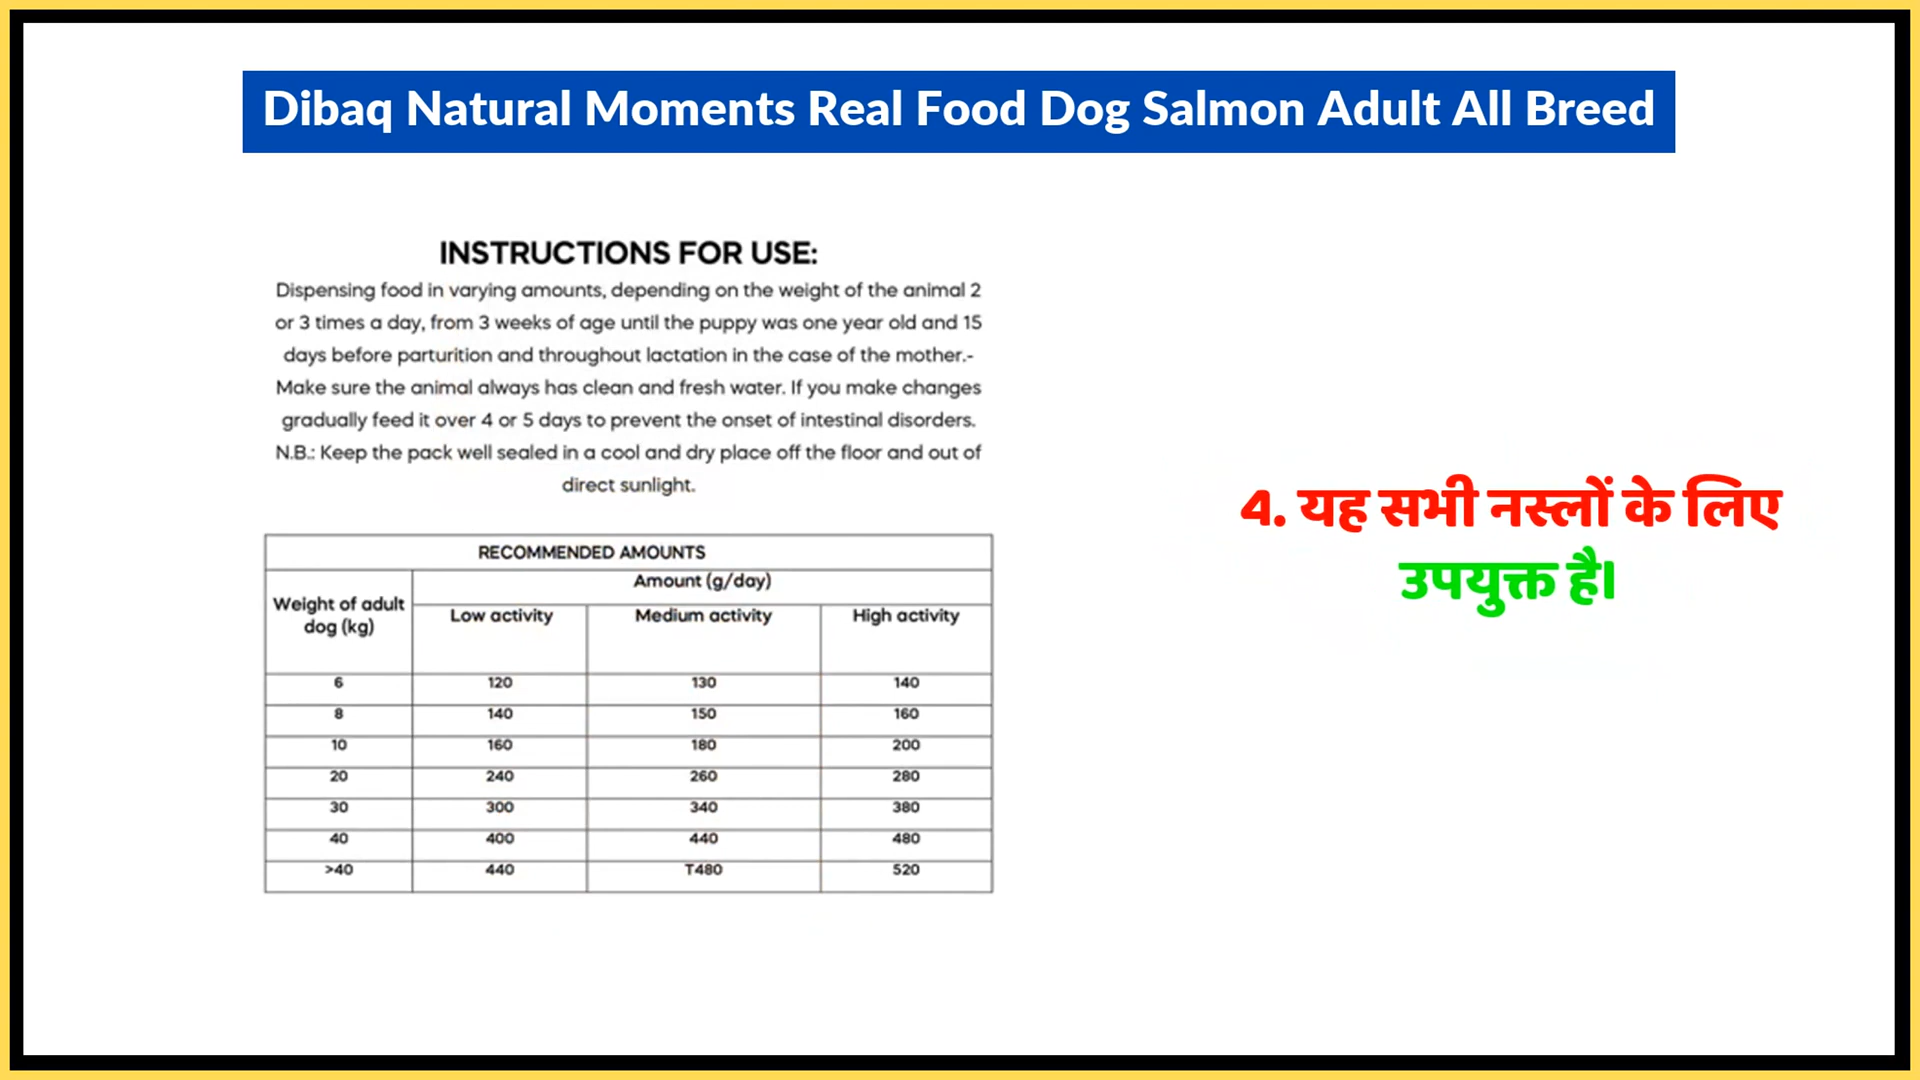 Dibaq Natural Moments Real Food Dog Salmon Adult All Breed
INSTRUCTIONS FOR USE:
Dispensing food in varying amounts, depending on the weight of the animal 2
or 3 times a day, from 3 weeks of age until the puppy was one year old and 15
days before parturition and throughout lactation in the case of the mother.-
Make sure the animal always has clean and fresh water. If you make changes
gradually feed it over 4 or 5 days to prevent the onset of intestinal disorders.
N.B.: Keep the pack well sealed in a cool and dry place off the floor and out of
direct sunlight.
RECOMMENDED AMOUNTS
Weight of adult
dog (kg)
Amount (g/day)
Low activity Medium activity High activity
6 120 130 140
8 140 150 160
10 160 180 200
20 240 260 280
30 300 340 380
40 400 440 480
>40 440 T480 520
4. यह सभी नस्लों के लिए
उपयुक्त है।